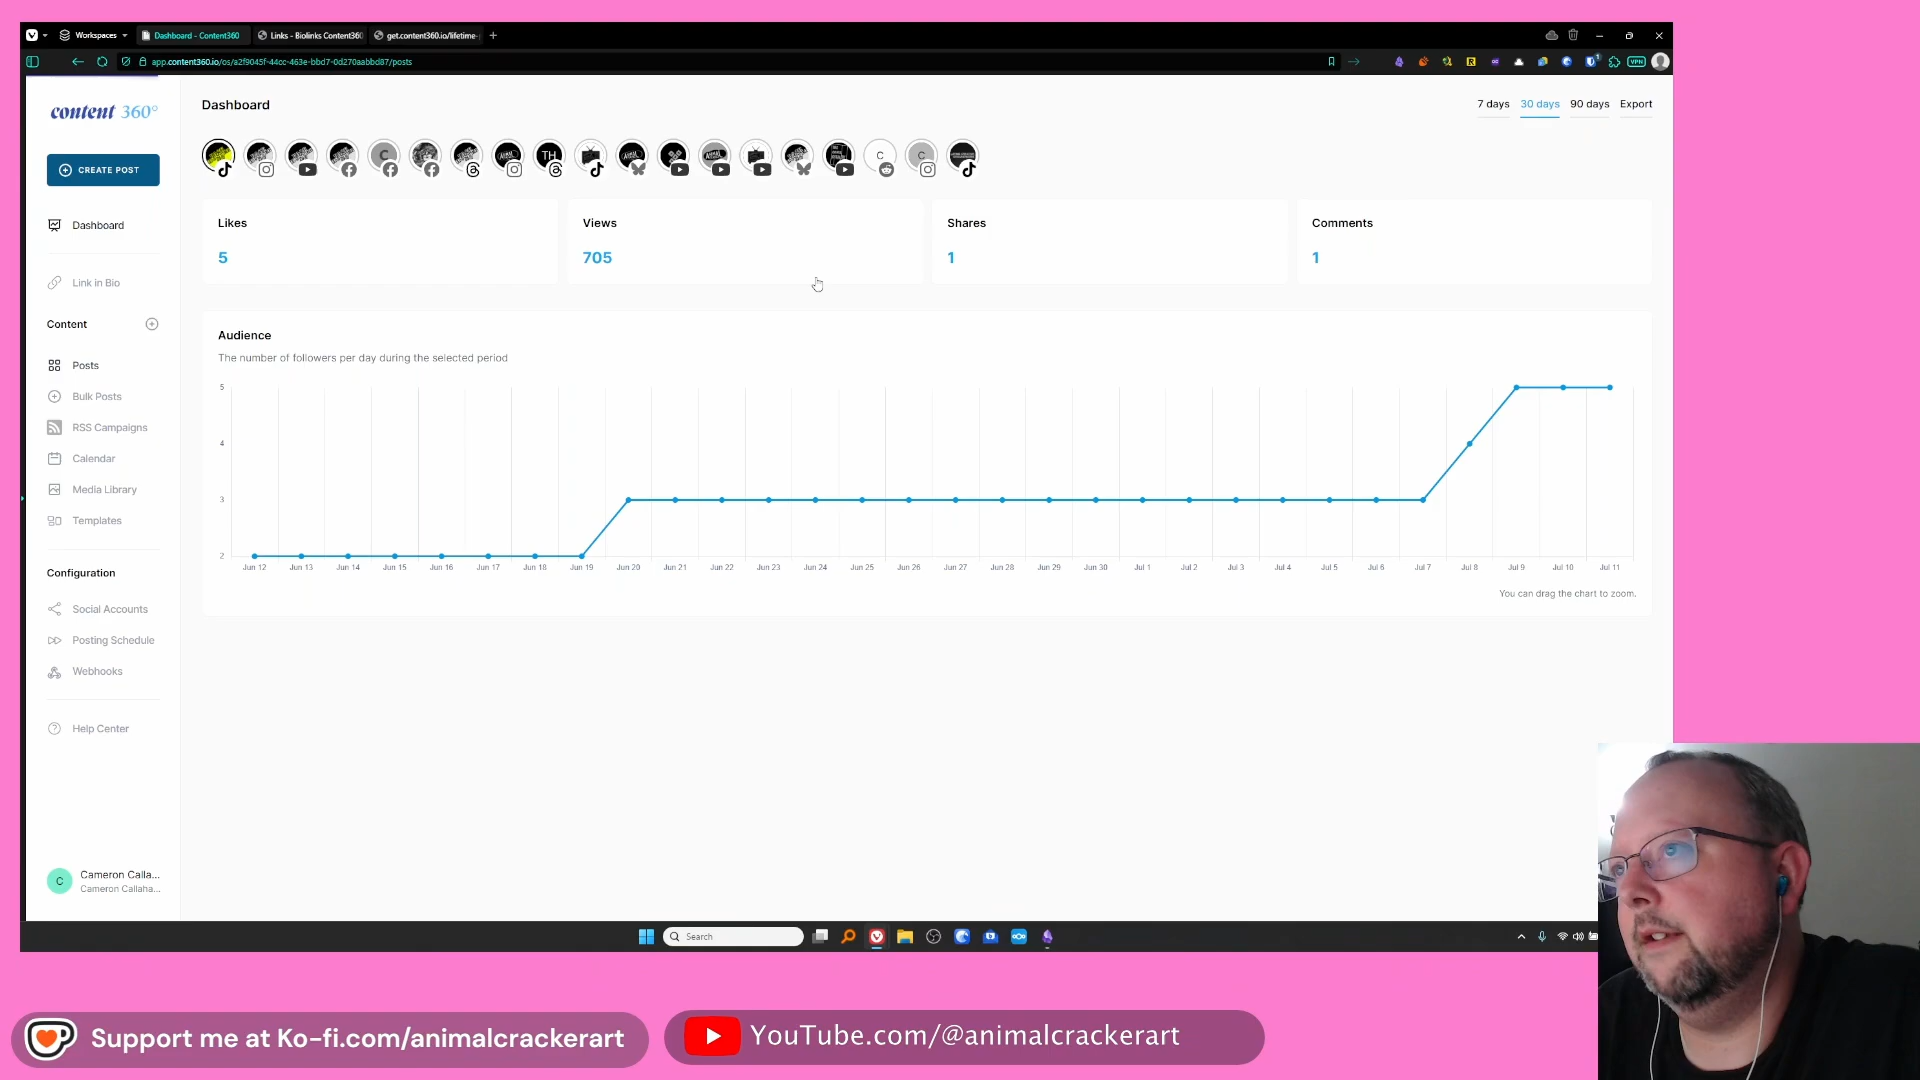 Workspaces
Dashboard - Content360
Links - Biolinks Content360
get.content360.io/lifetime-
app.content360.io/os/a2f9045f-44cc-463e-bbd7-0d270aabbd87/posts
VPN
content 360°
CREATE POST
Dashboard
Link in Bio
Content
Posts
Bulk Posts
RSS Campaigns
Calendar
Media Library
Templates
Configuration
Social Accounts
Posting Schedule
Webhooks
Help Center
C
Cameron Calla...
Cameron Callaha...
Dashboard
7 days
30 days
90 days
Export
C
TH
C
C
Likes
5
Views
705
Shares
1
Comments
1
Audience
The number of followers per day during the selected period
5
4
3
2
Jun 12 Jun 13 Jun 14 Jun 15 Jun 16 Jun 17 Jun 18 Jun 19 Jun 20 Jun 21 Jun 22 Jun 23 Jun 24 Jun 25 Jun 26 Jun 27 Jun 28 Jun 29 Jun 30 Jul 1 Jul 2 Jul 3 Jul 4 Jul 5 Jul 6 Jul 7 Jul 8 Jul 9 Jul 10 Jul 11
You can drag the chart to zoom.
Search
Support me at Ko-fi.com/animalcrackerart
YouTube.com/@animalcrackerart